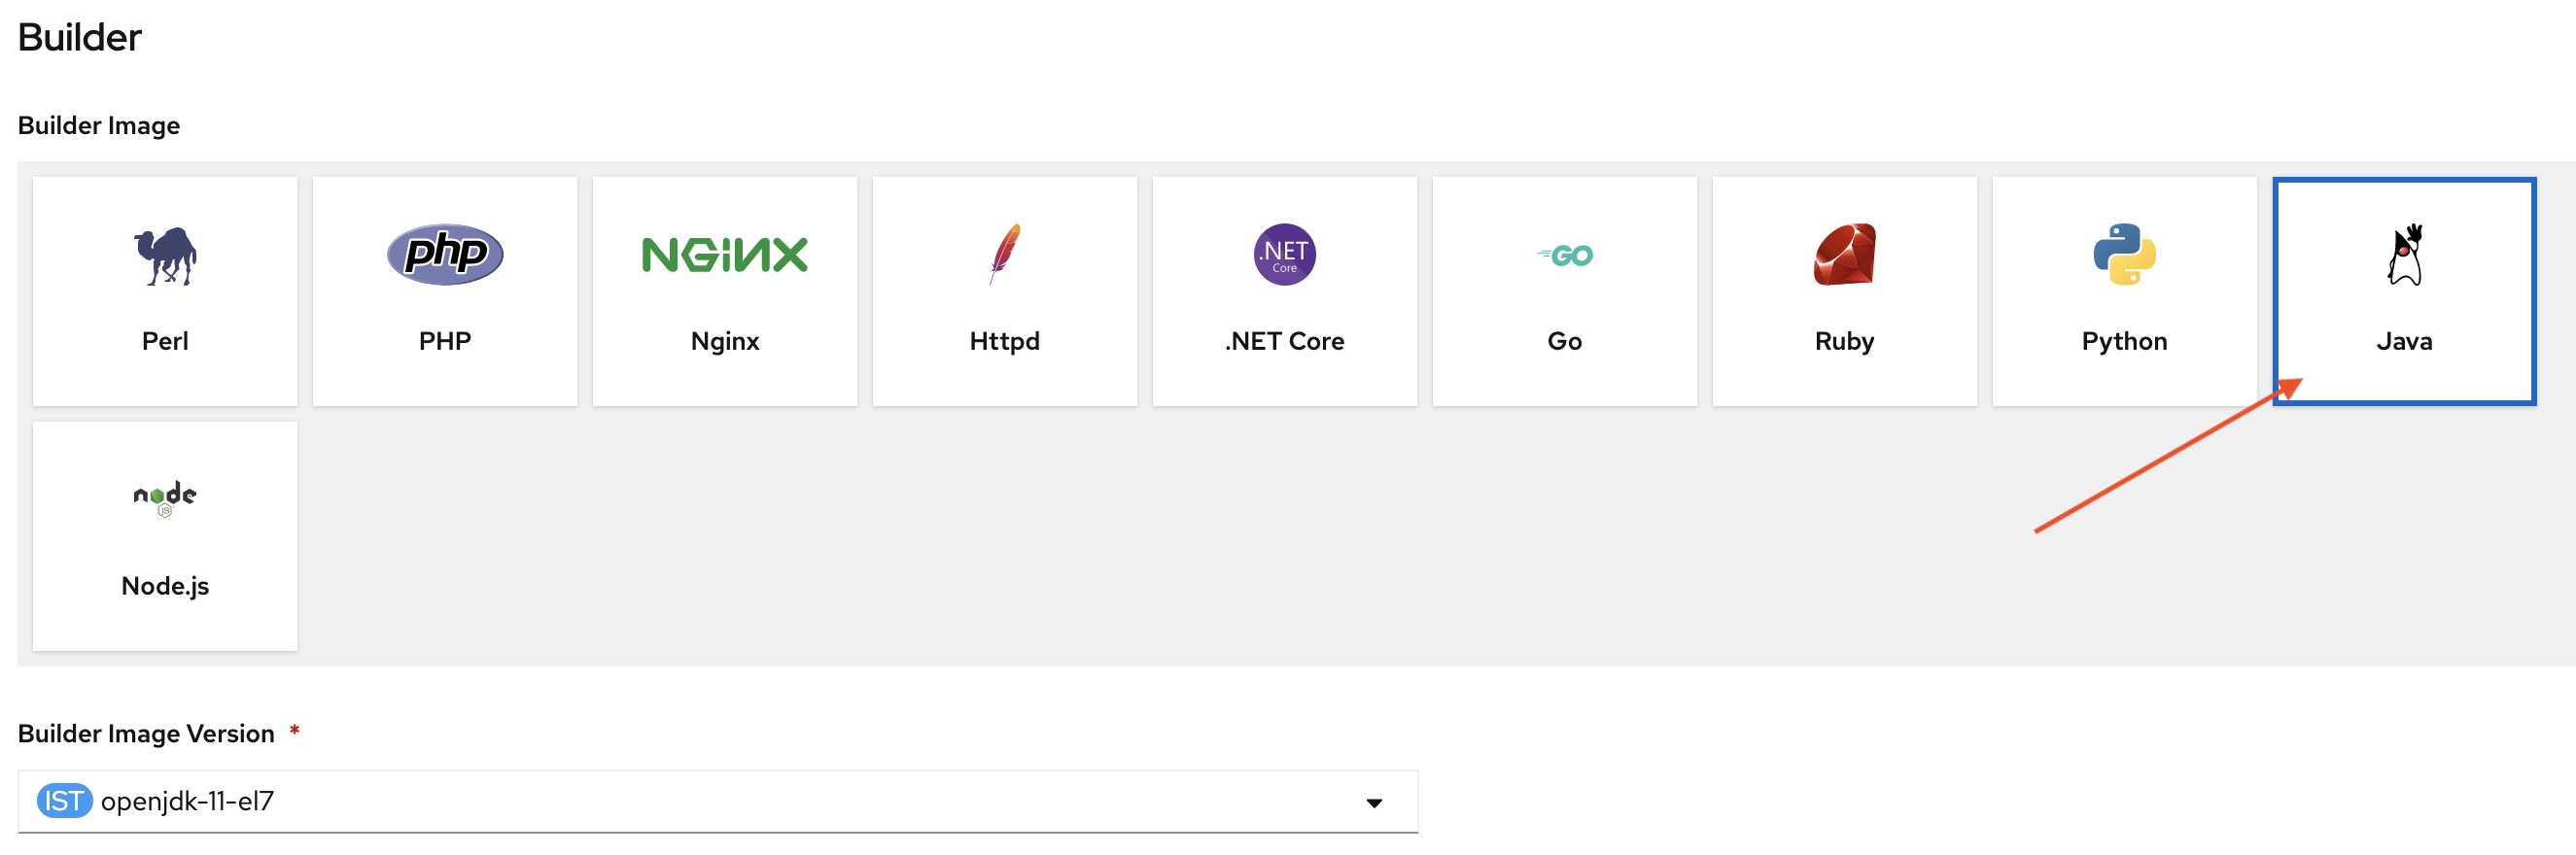 Builder
Builder Image
php
NGINX
.NET
Core
GO
Perl
PHP
Nginx
Httpd
.NET Core
Go
Ruby
Python
Java
node
JS
Node.js
Builder Image Version *
IST openjdk-11-el7